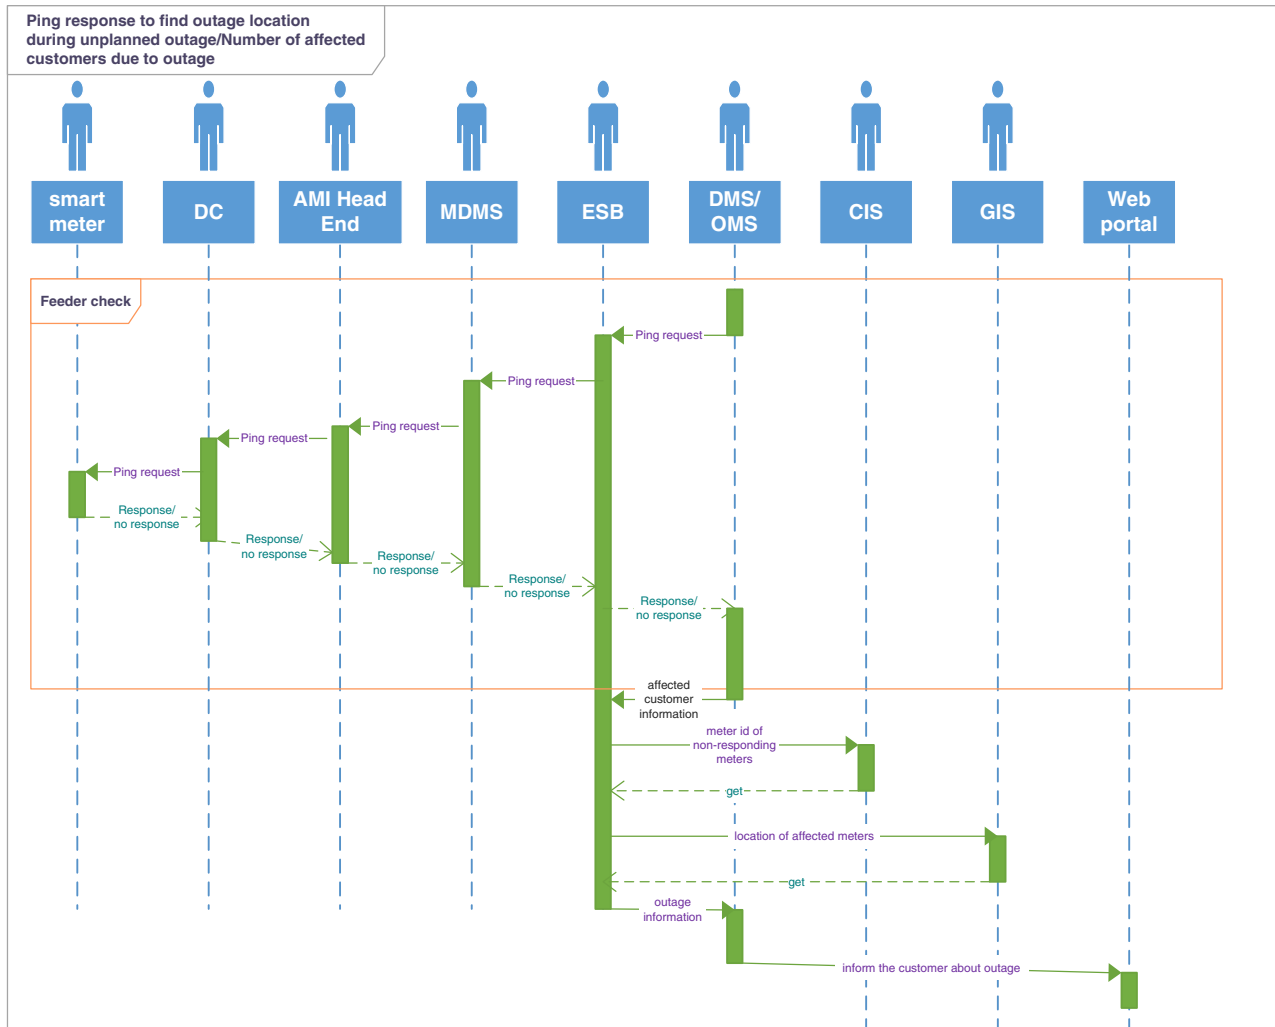 Ping response to find outage location
during unplanned outage/Number of affected
customers due to outage
smart
meter
DC
AMI Head
End
MDMS
ESB
DMS/
OMS
CIS
GIS
Web
portal
Feeder check
Ping request
Ping request
Ping request
Ping request
Ping request
Response/
no response
Response/
no response
Response/
no response
Response/
no response
Response/
no response
affected
customer
information
meter id of
non-responding
meters
get
location of affected meters
get
outage
information
inform the customer about outage